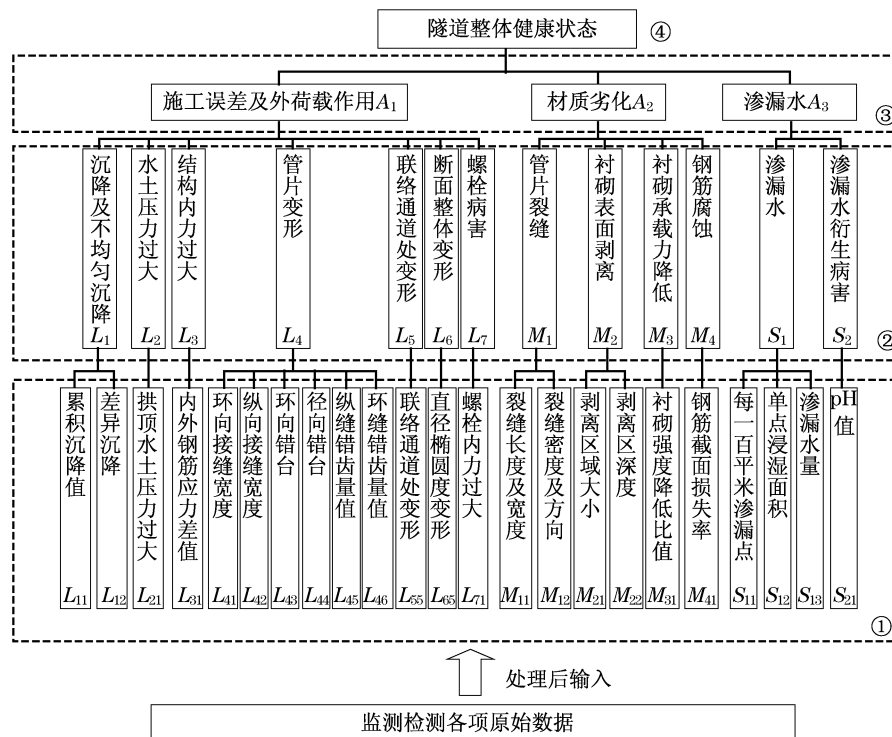 隧道整体健康状态
④
施工误差及外荷载作用A₁
材质劣化A₂
渗漏水A₃
③
沉降及不均匀沉降 L₁
水土压力过大 L₂
结构内力过大 L₃
管片变形 L₄
联络通道处变形 L₅
断面整体变形 L₆
螺栓病害 L₇
管片裂缝 M₁
衬砌表面剥离 M₂
衬砌承载力降低 M₃
钢筋腐蚀 M₄
渗漏水 S₁
渗漏水衍生病害 S₂
②
累积沉降值 L₁₁
差异沉降 L₁₂
拱顶水土压力过大 L₂₁
内外钢筋应力差值 L₃₁
环向接缝宽度 L₄₁
纵向接缝宽度 L₄₂
环向错台 L₄₃
径向错台 L₄₄
纵缝错齿量值 L₄₅
环缝错齿量值 L₄₆
联络通道处变形 L₅₅
直径椭圆度变形 L₆₅
螺栓内力过大 L₇₁
裂缝长度及宽度 M₁₁
裂缝密度及方向 M₁₂
剥离区域大小 M₂₁
剥离区深度 M₂₂
衬砌强度降低比值 M₃₁
钢筋截面损失率 M₄₁
每一百平米渗漏点 S₁₁
单点浸湿面积 S₁₂
渗漏水量 S₁₃
pH值 S₂₁
①
处理后输入
监测检测各项原始数据